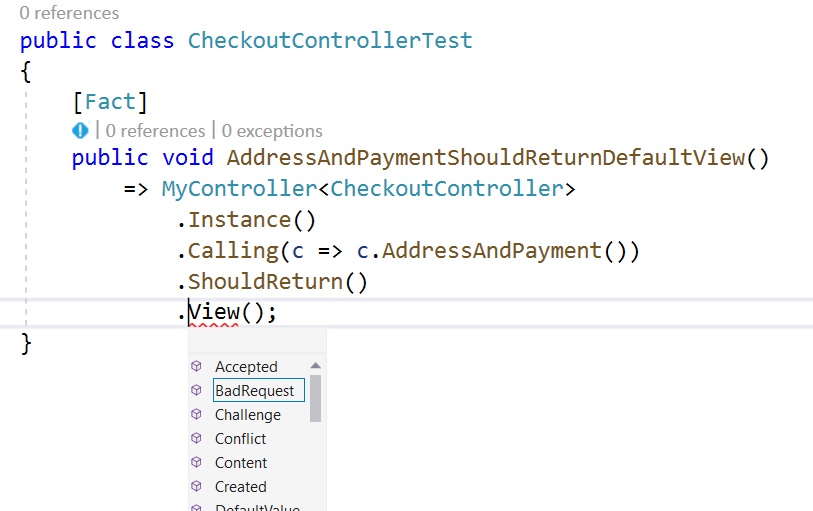 0 references
public class CheckoutControllerTest
{
[Fact]
| 0 references | 0 exceptions
public void AddressAndPaymentShouldReturnDefaultView()
=> MyController<CheckoutController>
.Instance()
.Calling(c => c.AddressAndPayment())
.ShouldReturn()
.View();
}
Accepted
BadRequest
Challenge
Conflict
Content
Created
DefaultValue